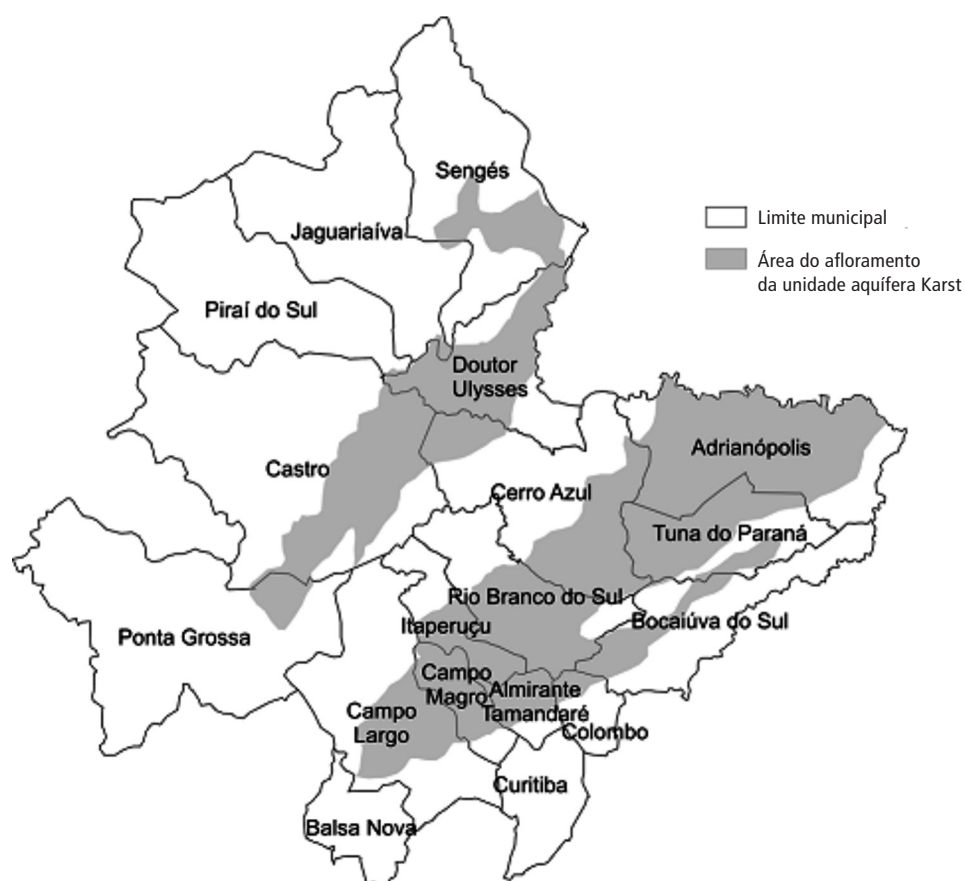 Sengés
Limite municipal
Jaguariaíva
Área do afloramento
da unidade aquífera Karst
Piraí do Sul
Doutor
Ulysses
Adrianópolis
Castro
Cerro Azul
Tuna do Paraná
Rio Branco do Sul
Bocaiúva do Sul
Itaperuçu
Ponta Grossa
Campo
Magro
Almirante
Tamandaré
Campo
Largo
Colombo
Curitiba
Balsa Nova